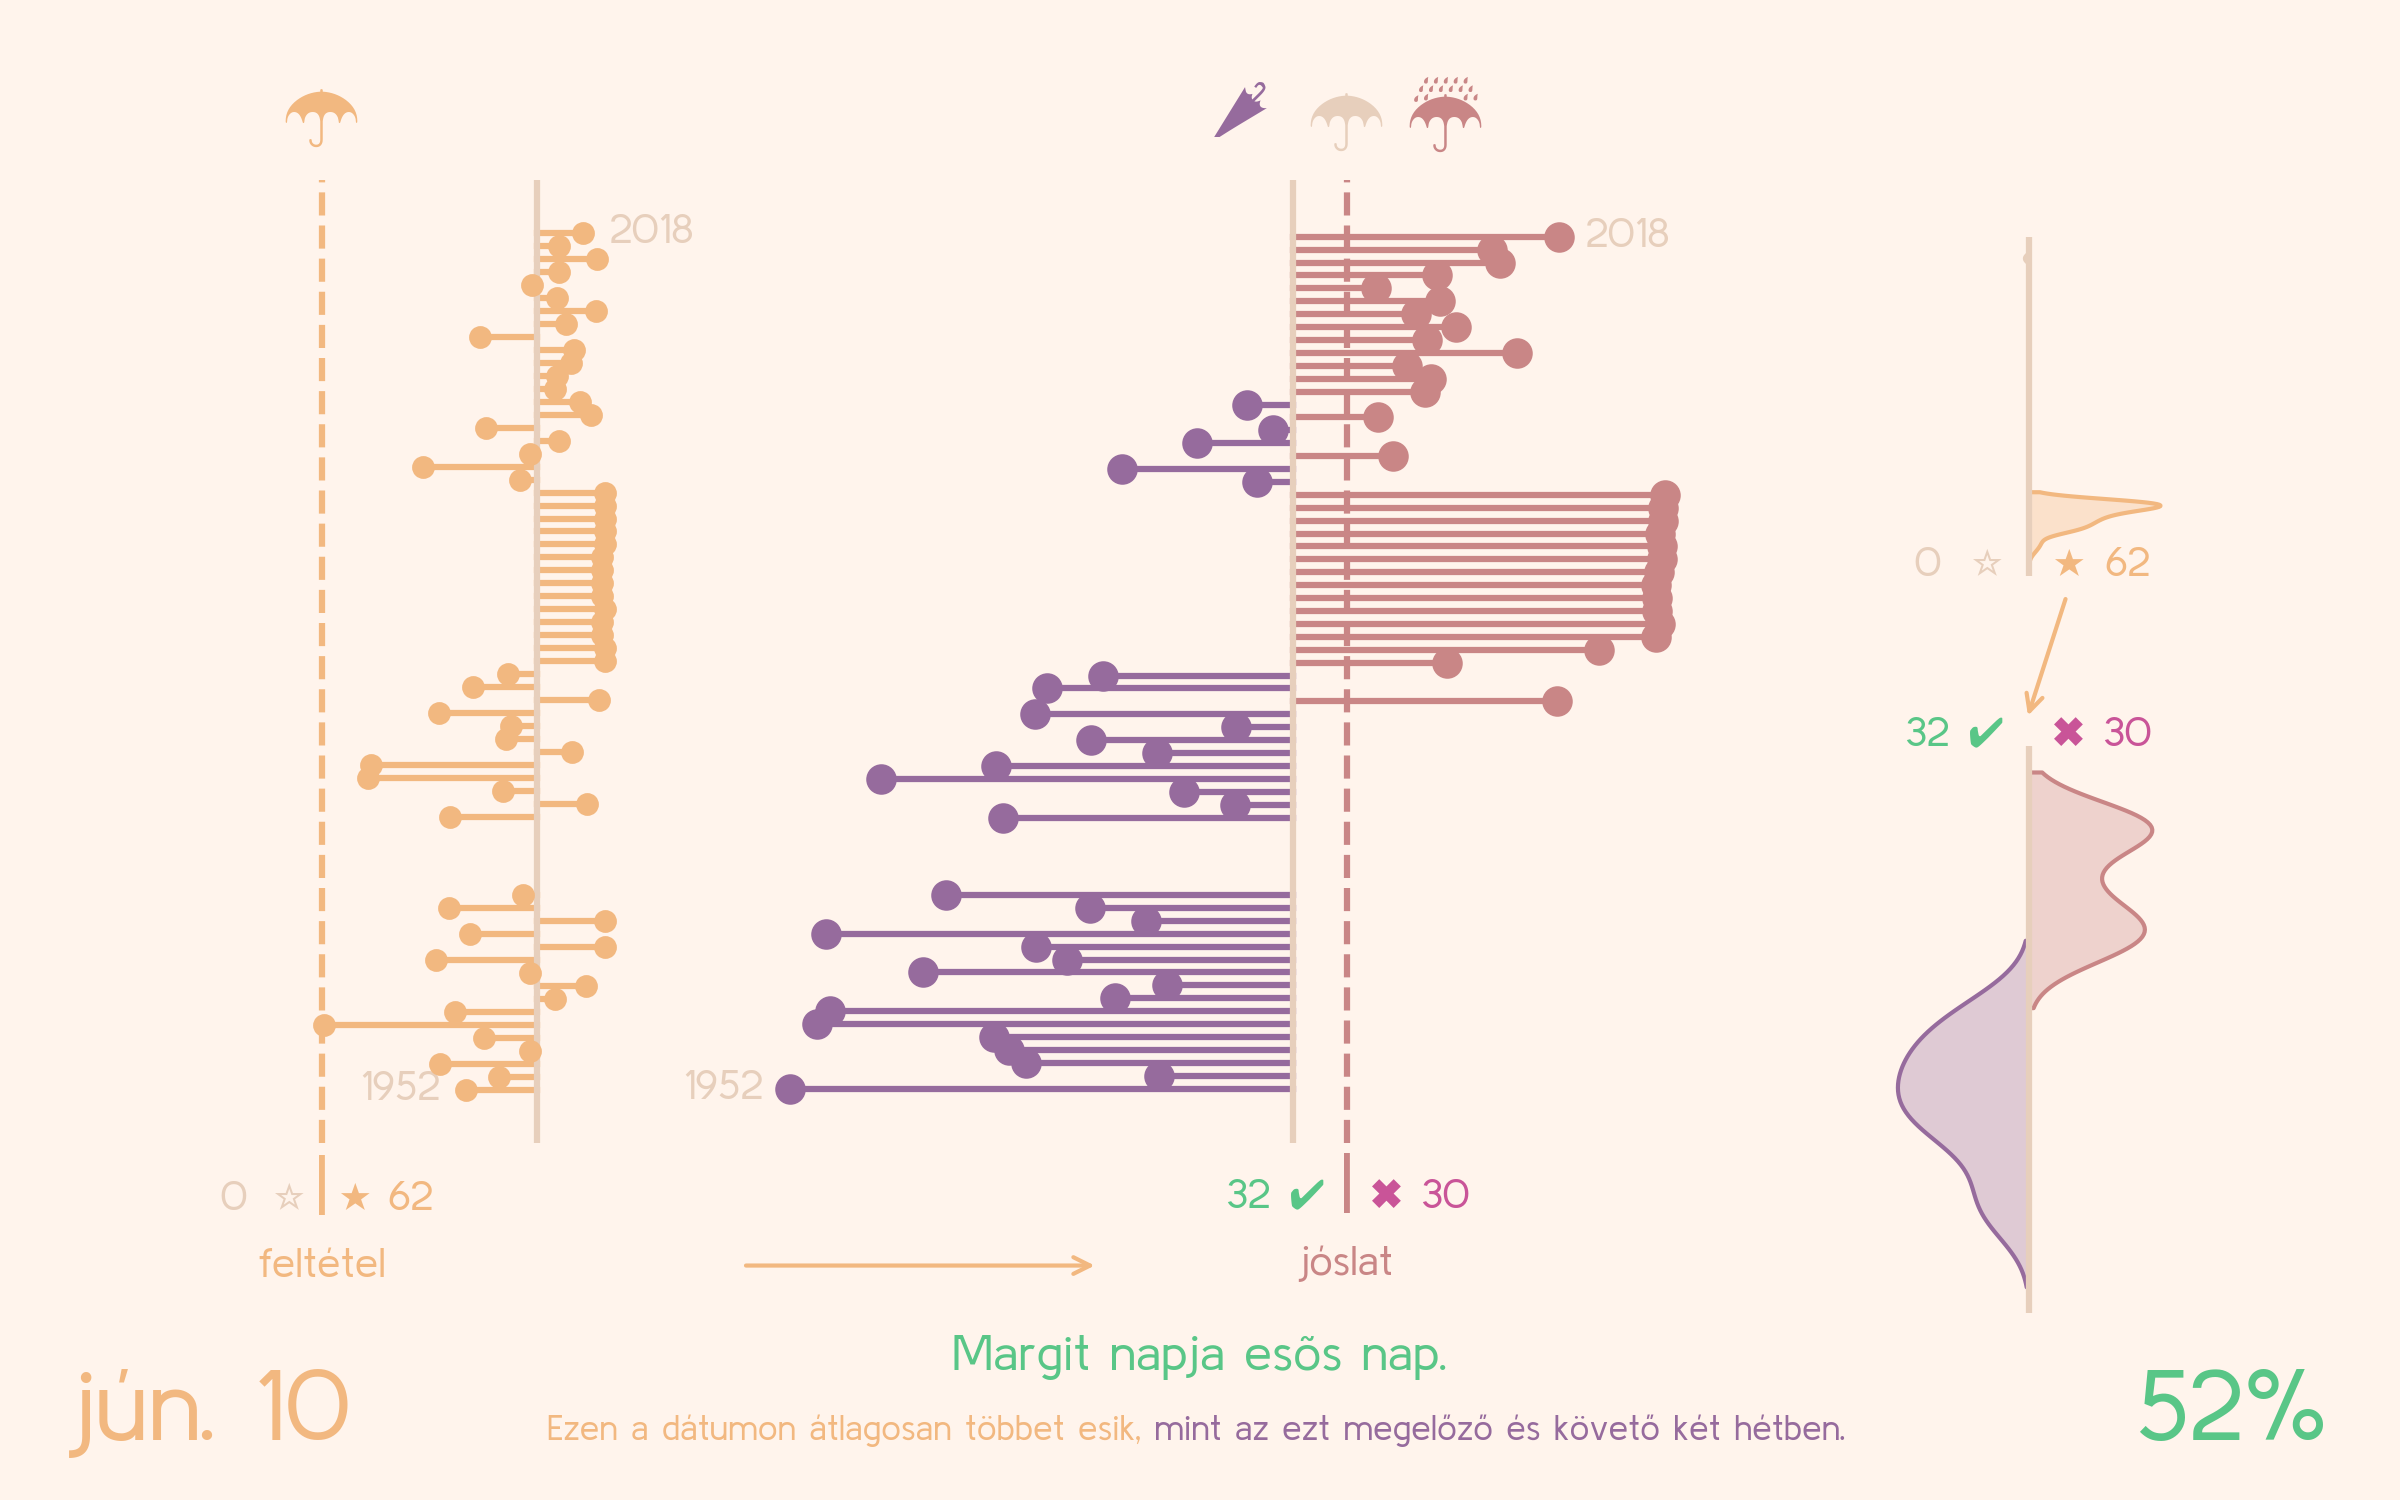 2018
2018
0 ☆ ★ 62
32 ✔ ✖ 30
1952
1952
0 ☆ ★ 62
32 ✔ ✖ 30
feltétel
jóslat
Margit napja esõs nap.
jún. 10
52%
Ezen a dátumon átlagosan többet esik, mint az ezt megelőző és követő két hétben.